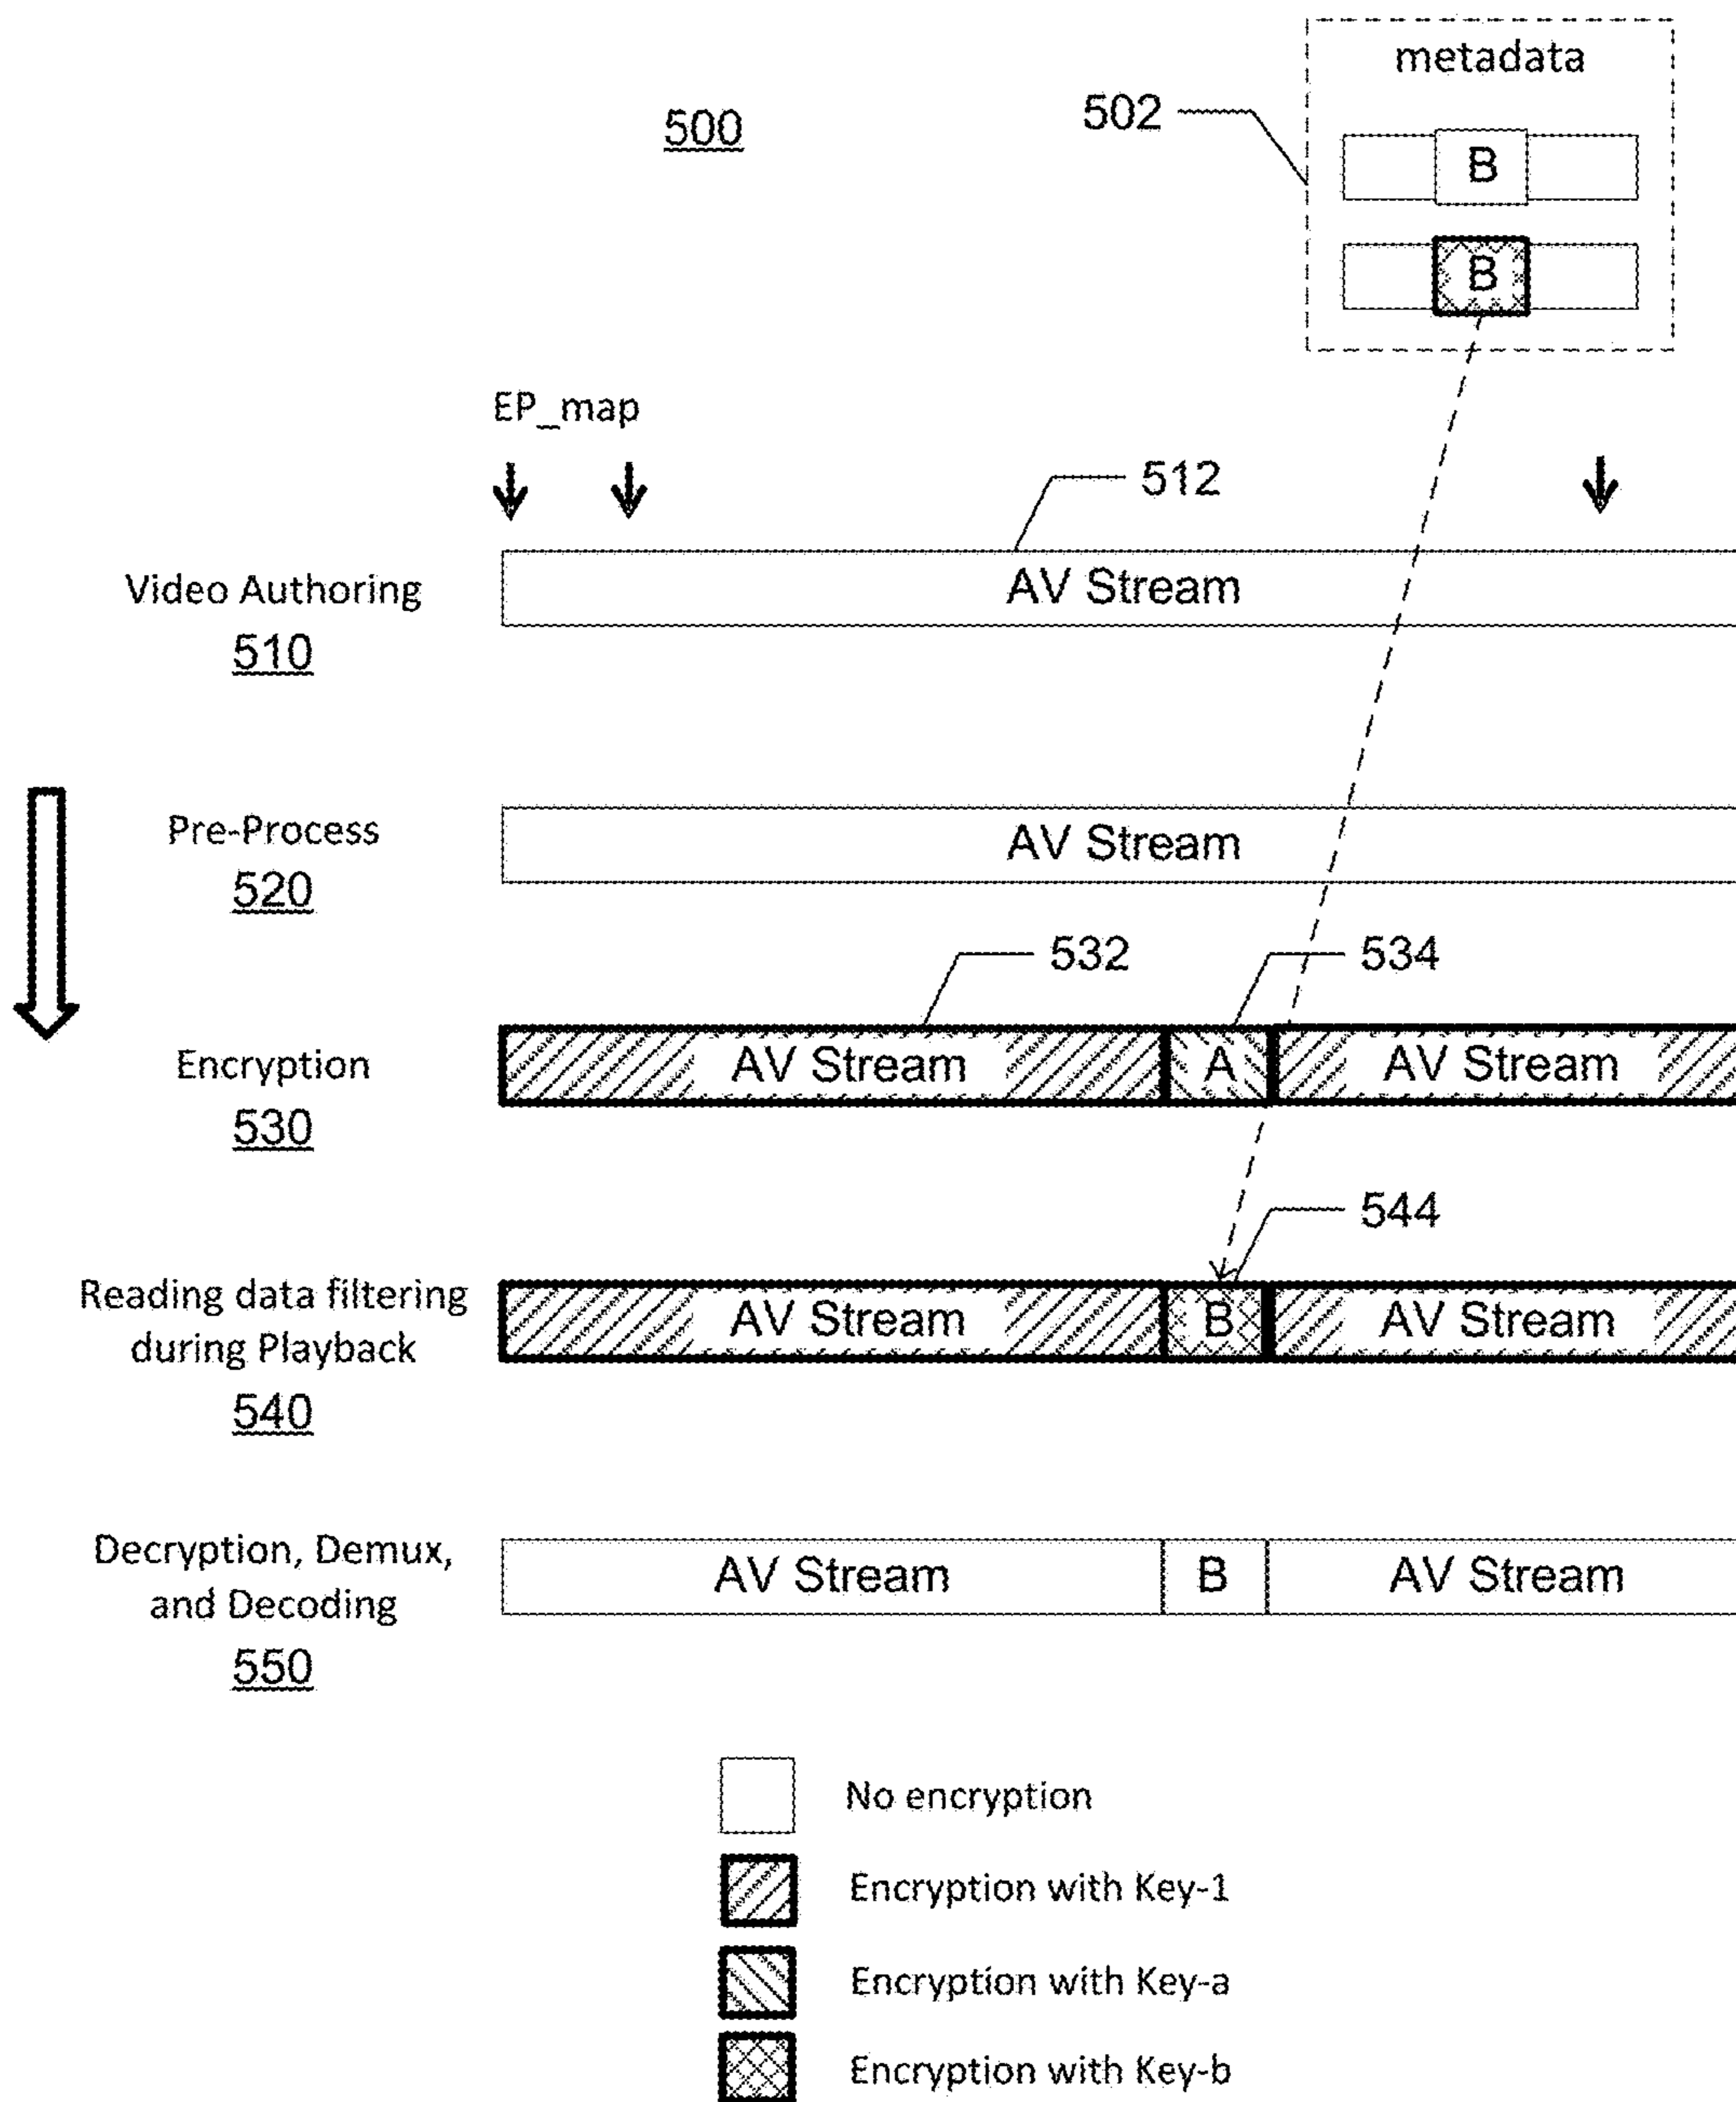 metadata
500
502
B
B
EP_map
512
Video Authoring
AV Stream
510
Pre-Process
AV Stream
520
532
534
Encryption
AV Stream
A
AV Stream
530
544
Reading data filtering
during Playback
AV Stream
B
AV Stream
540
Decryption, Demux,
and Decoding
AV Stream
B
AV Stream
550
No encryption
Encryption with Key-1
Encryption with Key-a
Encryption with Key-b